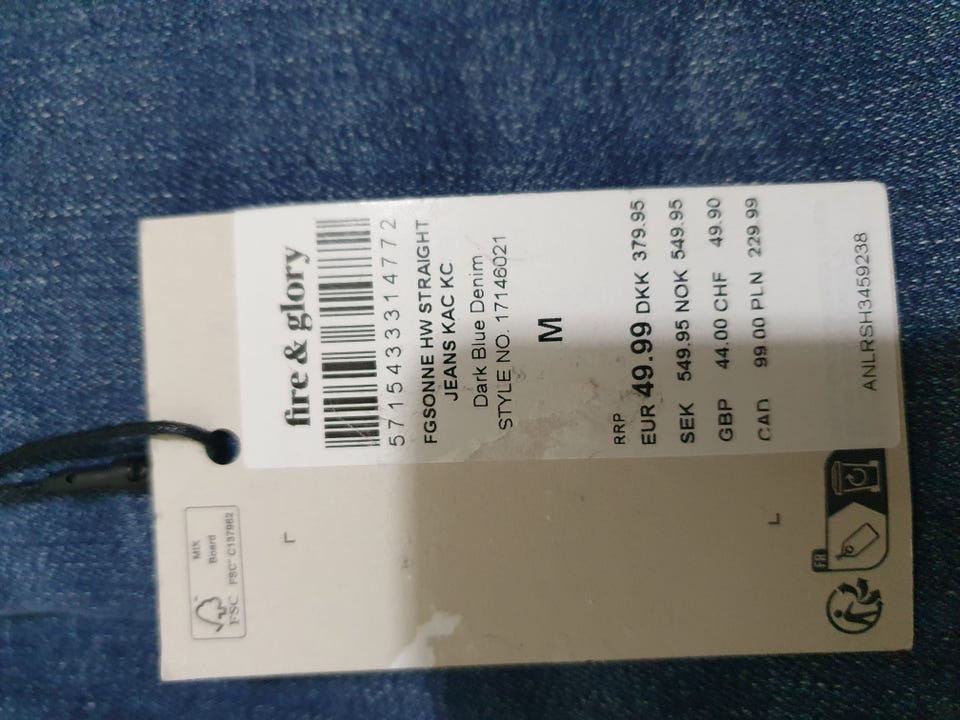 fire & glory
5715433314772
FGSONNE HW STRAIGHT
JEANS KAC KC
Dark Blue Denim
STYLE NO. 17146021
M
RRP
EUR 49.99 DKK 379.95
SEK 549.95 NOK 549.95
GBP 44.00 CHF 49.90
CAD 99.00 PLN 229.99
ANLRSH3459238
FSC
MIX
Board
FSC™ C137982
FR